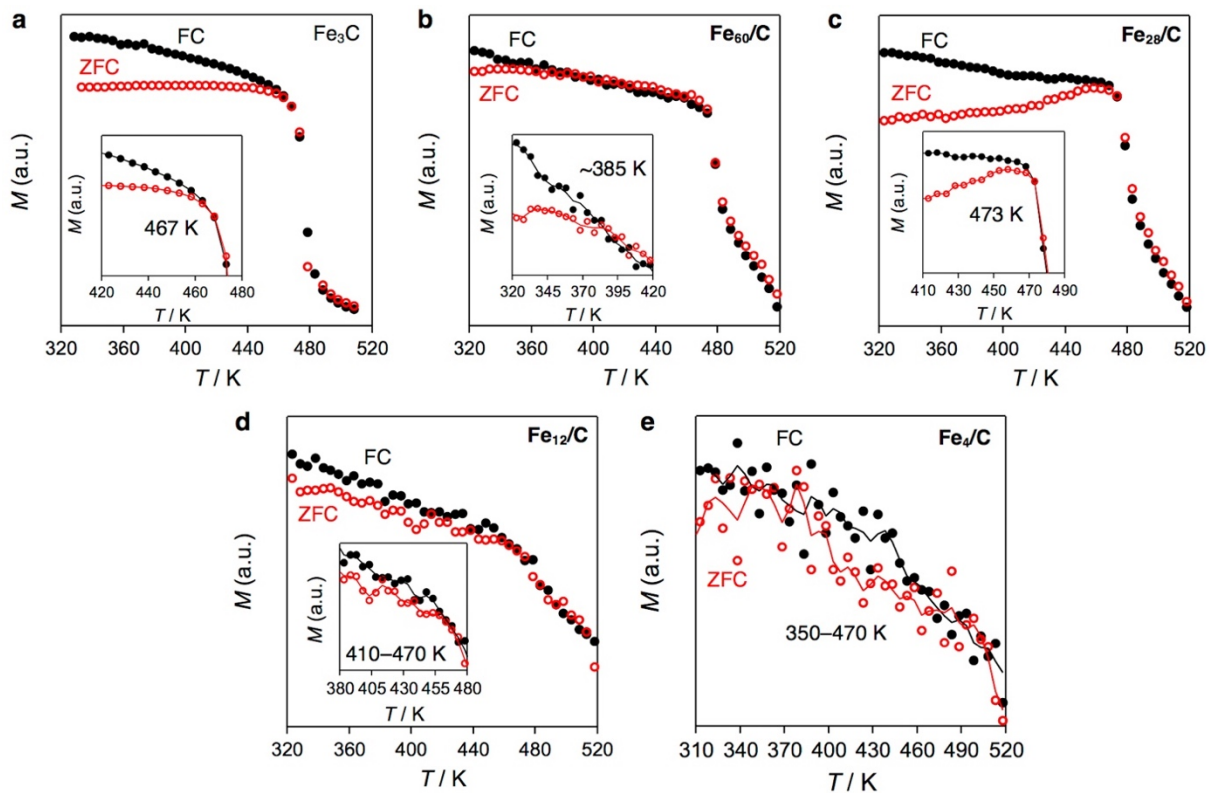 a
FC
Fe3C
ZFC
M (a.u.)
M (a.u.)
467 K
420 440 460 480
T / K
320 360 400 440 480 520
T / K
b
FC
Fe60/C
ZFC
M (a.u.)
M (a.u.)
~385 K
320 345 370 395 420
T / K
320 360 400 440 480 520
T / K
c
FC
Fe28/C
ZFC
M (a.u.)
M (a.u.)
473 K
410 430 450 470 490
T / K
320 360 400 440 480 520
T / K
d
FC
Fe12/C
ZFC
M (a.u.)
M (a.u.)
410–470 K
380 405 430 455 480
T / K
320 360 400 440 480 520
T / K
e
FC
Fe4/C
ZFC
M (a.u.)
350–470 K
310 340 370 400 430 460 490 520
T / K